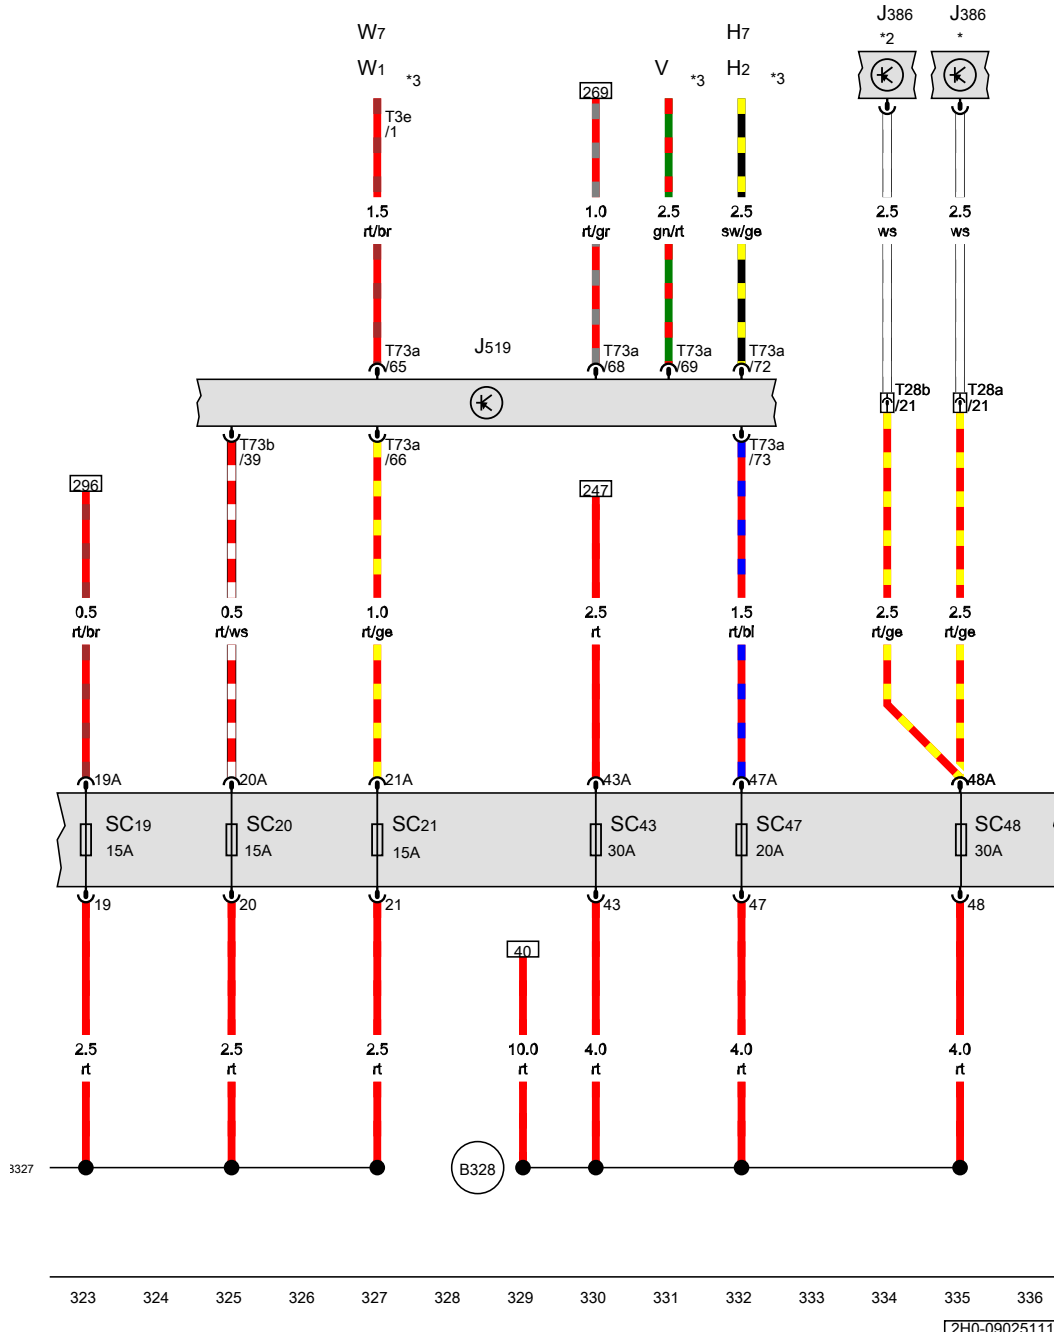 W7
H7
J386
J386
*2
*
W1
*3
V
*3
H2
*3
269
T3e
/1
1.5
rt/br
1.0
rt/gr
2.5
gn/rt
2.5
sw/ge
2.5
ws
2.5
ws
J519
T73a
/65
T73a
/68
T73a
/69
T73a
/72
T28b
/21
T28a
/21
T73b
/39
T73a
/66
T73a
/73
296
247
0.5
rt/br
0.5
rt/ws
1.0
rt/ge
2.5
rt
1.5
rt/bl
2.5
rt/ge
2.5
rt/ge
19A
20A
21A
43A
47A
48A
SC19
15A
SC20
15A
SC21
15A
SC43
30A
SC47
20A
SC48
30A
19
20
21
43
47
48
40
2.5
rt
2.5
rt
2.5
rt
10.0
rt
4.0
rt
4.0
rt
4.0
rt
B328
323 324 325 326 327 328 329 330 331 332 333 334 335 336
2H0-09025111